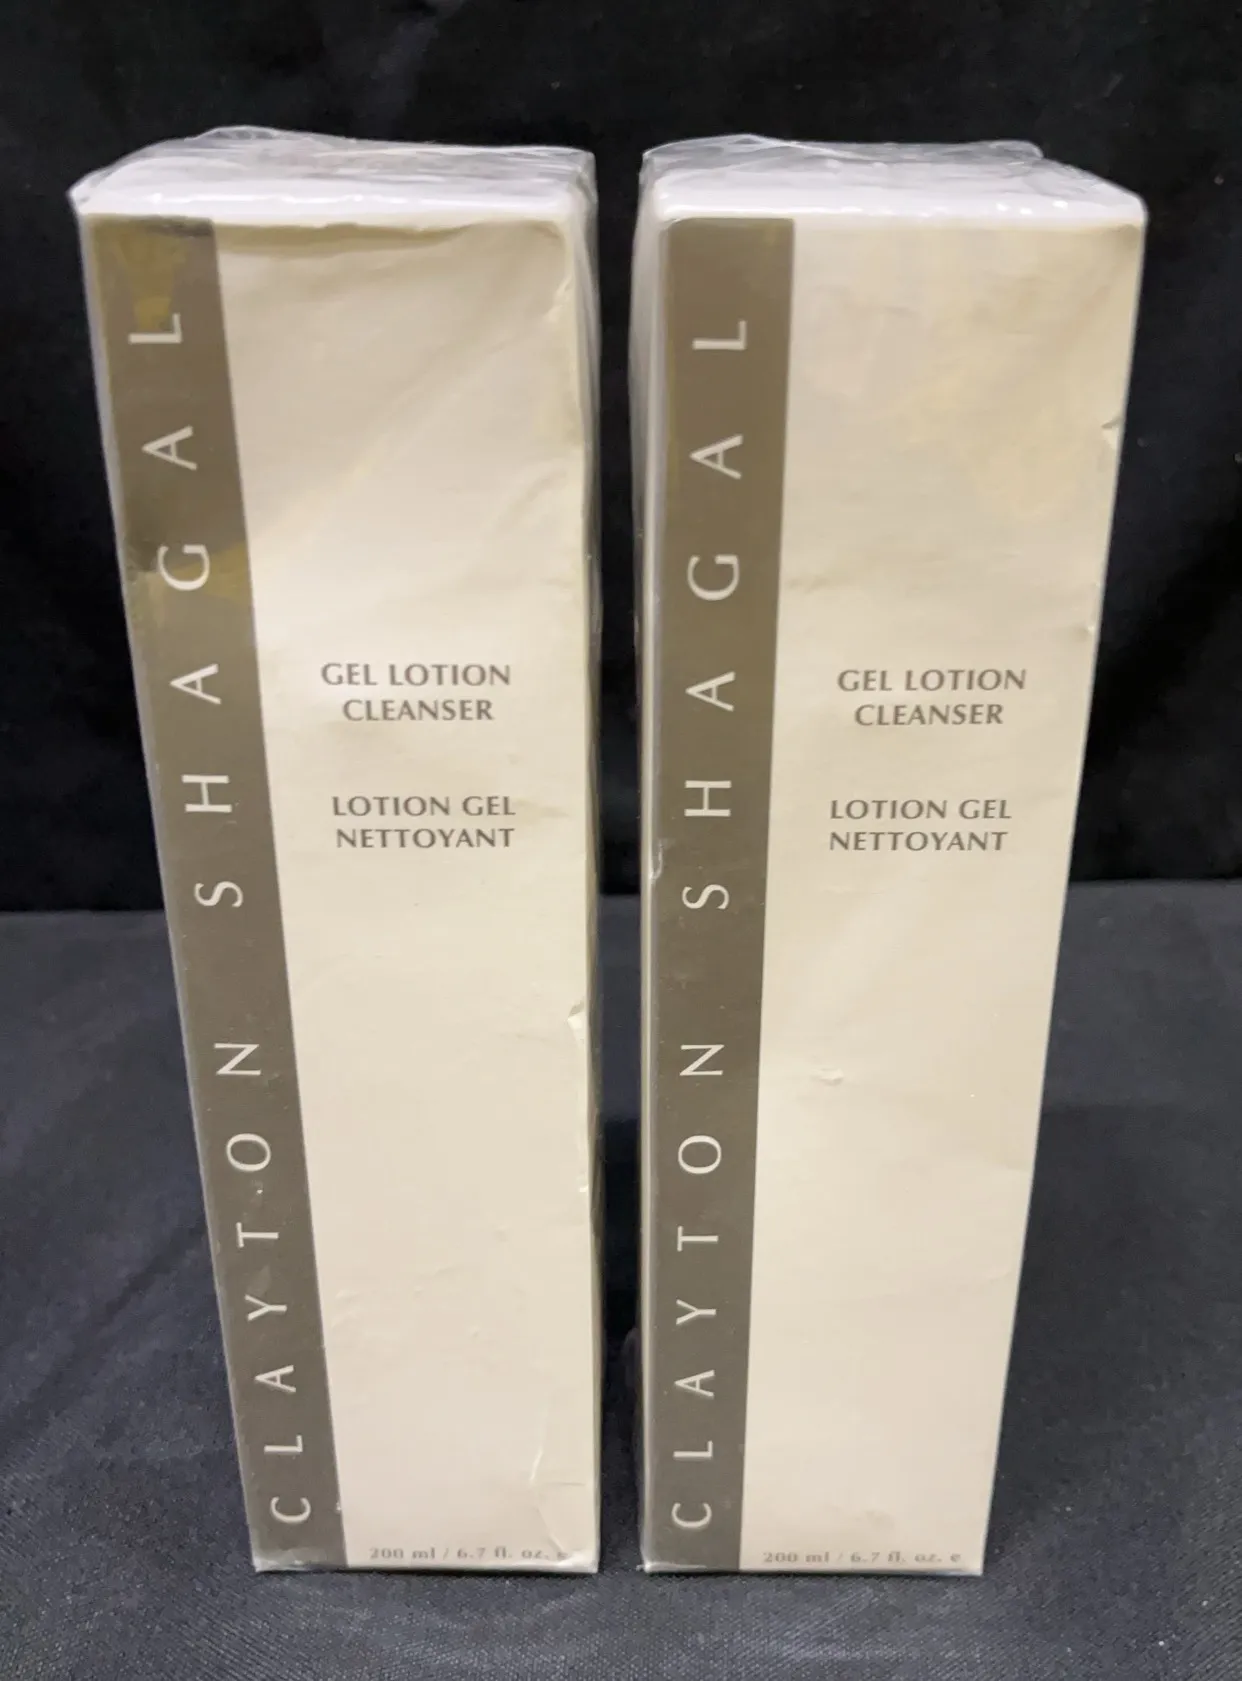 CLAYTON SHAGAL
GEL LOTION
CLEANSER
LOTION GEL
NETTOYANT
200 ml / 6.7 fl. oz. e
CLAYTON SHAGAL
GEL LOTION
CLEANSER
LOTION GEL
NETTOYANT
200 ml / 6.7 fl. oz. e